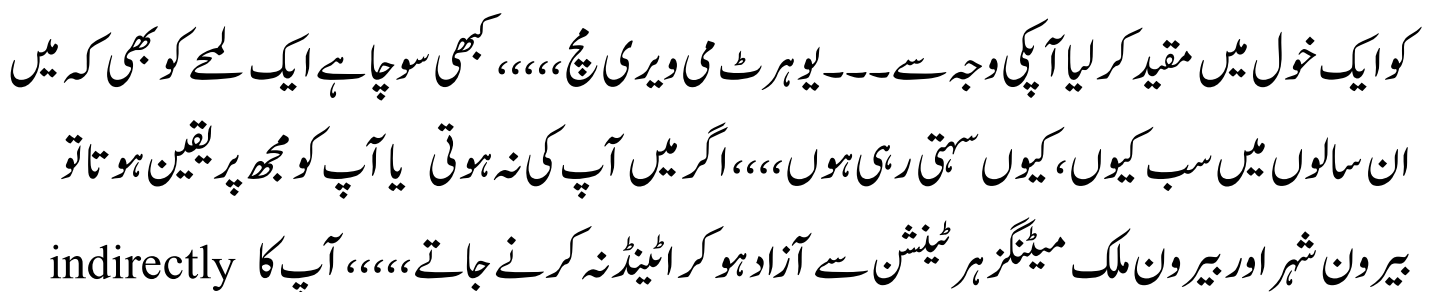 کو ایک خول میں مقید کر لیا آپکی وجہ سے۔۔۔یو ہرٹ می ویری مچ،،،،، کبھی سوچا ہے ایک لمحے کو بھی کہ میں
ان سالوں میں سب کیوں، کیوں سہتی رہی ہوں،،،،اگر میں آپ کی نہ ہوتی یا آپ کو مجھ پر یقین ہوتا تو
بیرون شہر اور بیرون ملک میٹنگز ہر ٹینشن سے آزاد ہو کر اٹینڈ نہ کرنے جاتے،،،،، آپ کا indirectly